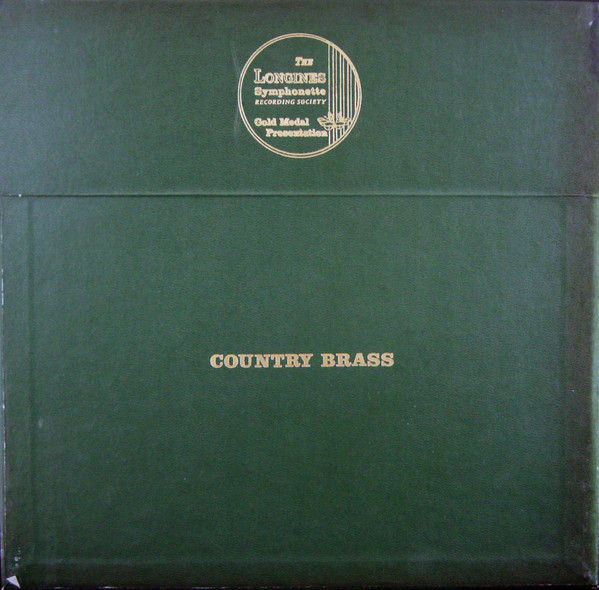 THE
LONGINES
Symphonette
RECORDING SOCIETY
Gold Medal
Presentation
COUNTRY BRASS